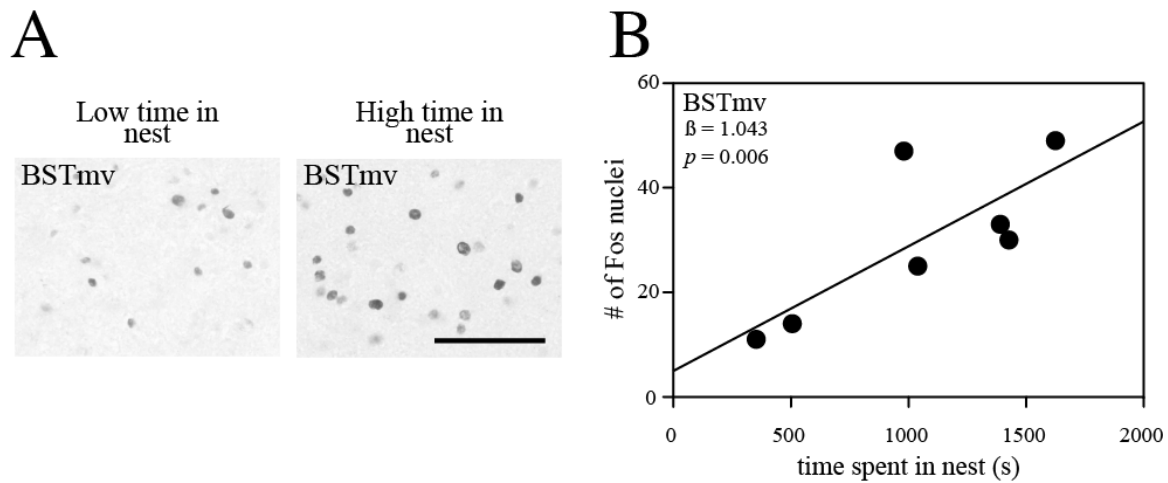 A
Low time in
nest
High time in
nest
BSTmv
BSTmv
B
60
40
20
0
# of Fos nuclei
BSTmv
ß = 1.043
p = 0.006
0
500
1000
1500
2000
time spent in nest (s)